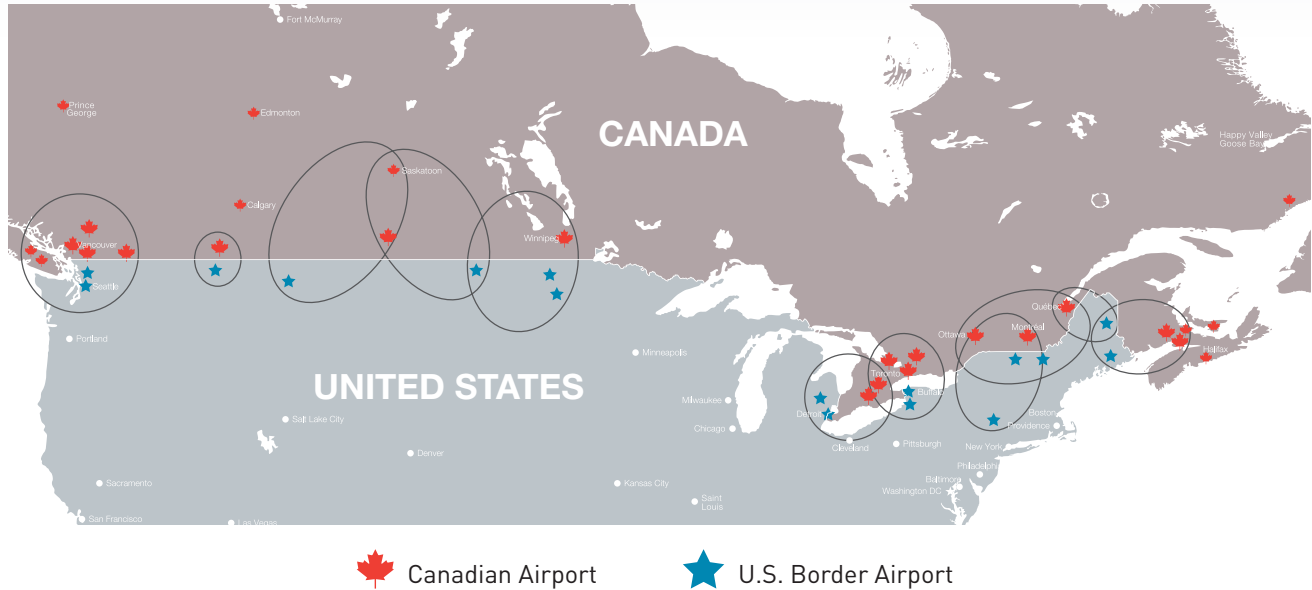 Fort McMurray
Prince
George
Edmonton
CANADA
Happy Valley
Goose Bay
Saskatoon
Calgary
Vancouver
Winnipeg
Seattle
Québec
Ottawa
Montréal
Halifax
Portland
Minneapolis
Toronto
UNITED STATES
Buffalo
Milwaukee
Detroit
Boston
Salt Lake City
Chicago
Providence
Cleveland
Pittsburgh
New York
Denver
Philadelphi
Sacramento
Kansas City
Baltimore
Washington DC
Saint
Louis
San Francisco
Las Vegas
Canadian Airport
U.S. Border Airport